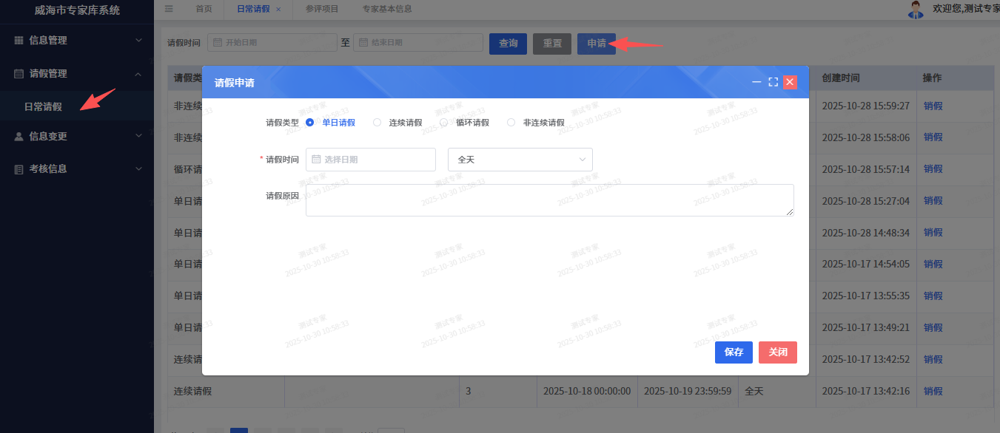 威海市专家库系统
首页
日常请假 ×
参评项目
专家基本信息
欢迎您,测试专家
信息管理
请假管理
日常请假
信息变更
考核信息
请假时间
开始日期
至
结束日期
查询
重置
申请
请假类
创建时间
操作
非连续
2025-10-28 15:59:27
销假
非连续
2025-10-28 15:58:06
销假
循环请
2025-10-28 15:57:14
销假
单日请
2025-10-28 15:27:04
销假
单日请
2025-10-28 14:48:34
销假
单日请
2025-10-17 14:54:05
销假
单日请
2025-10-17 13:55:35
销假
单日请
2025-10-17 13:49:21
销假
连续请
2025-10-17 13:42:52
销假
连续请假
3
2025-10-18 00:00:00
2025-10-19 23:59:59
全天
2025-10-17 13:42:16
销假
请假申请
请假类型
单日请假
连续请假
循环请假
非连续请假
* 请假时间
选择日期
全天
请假原因
保存
关闭
测试专家
2025-10-30 10:50:33